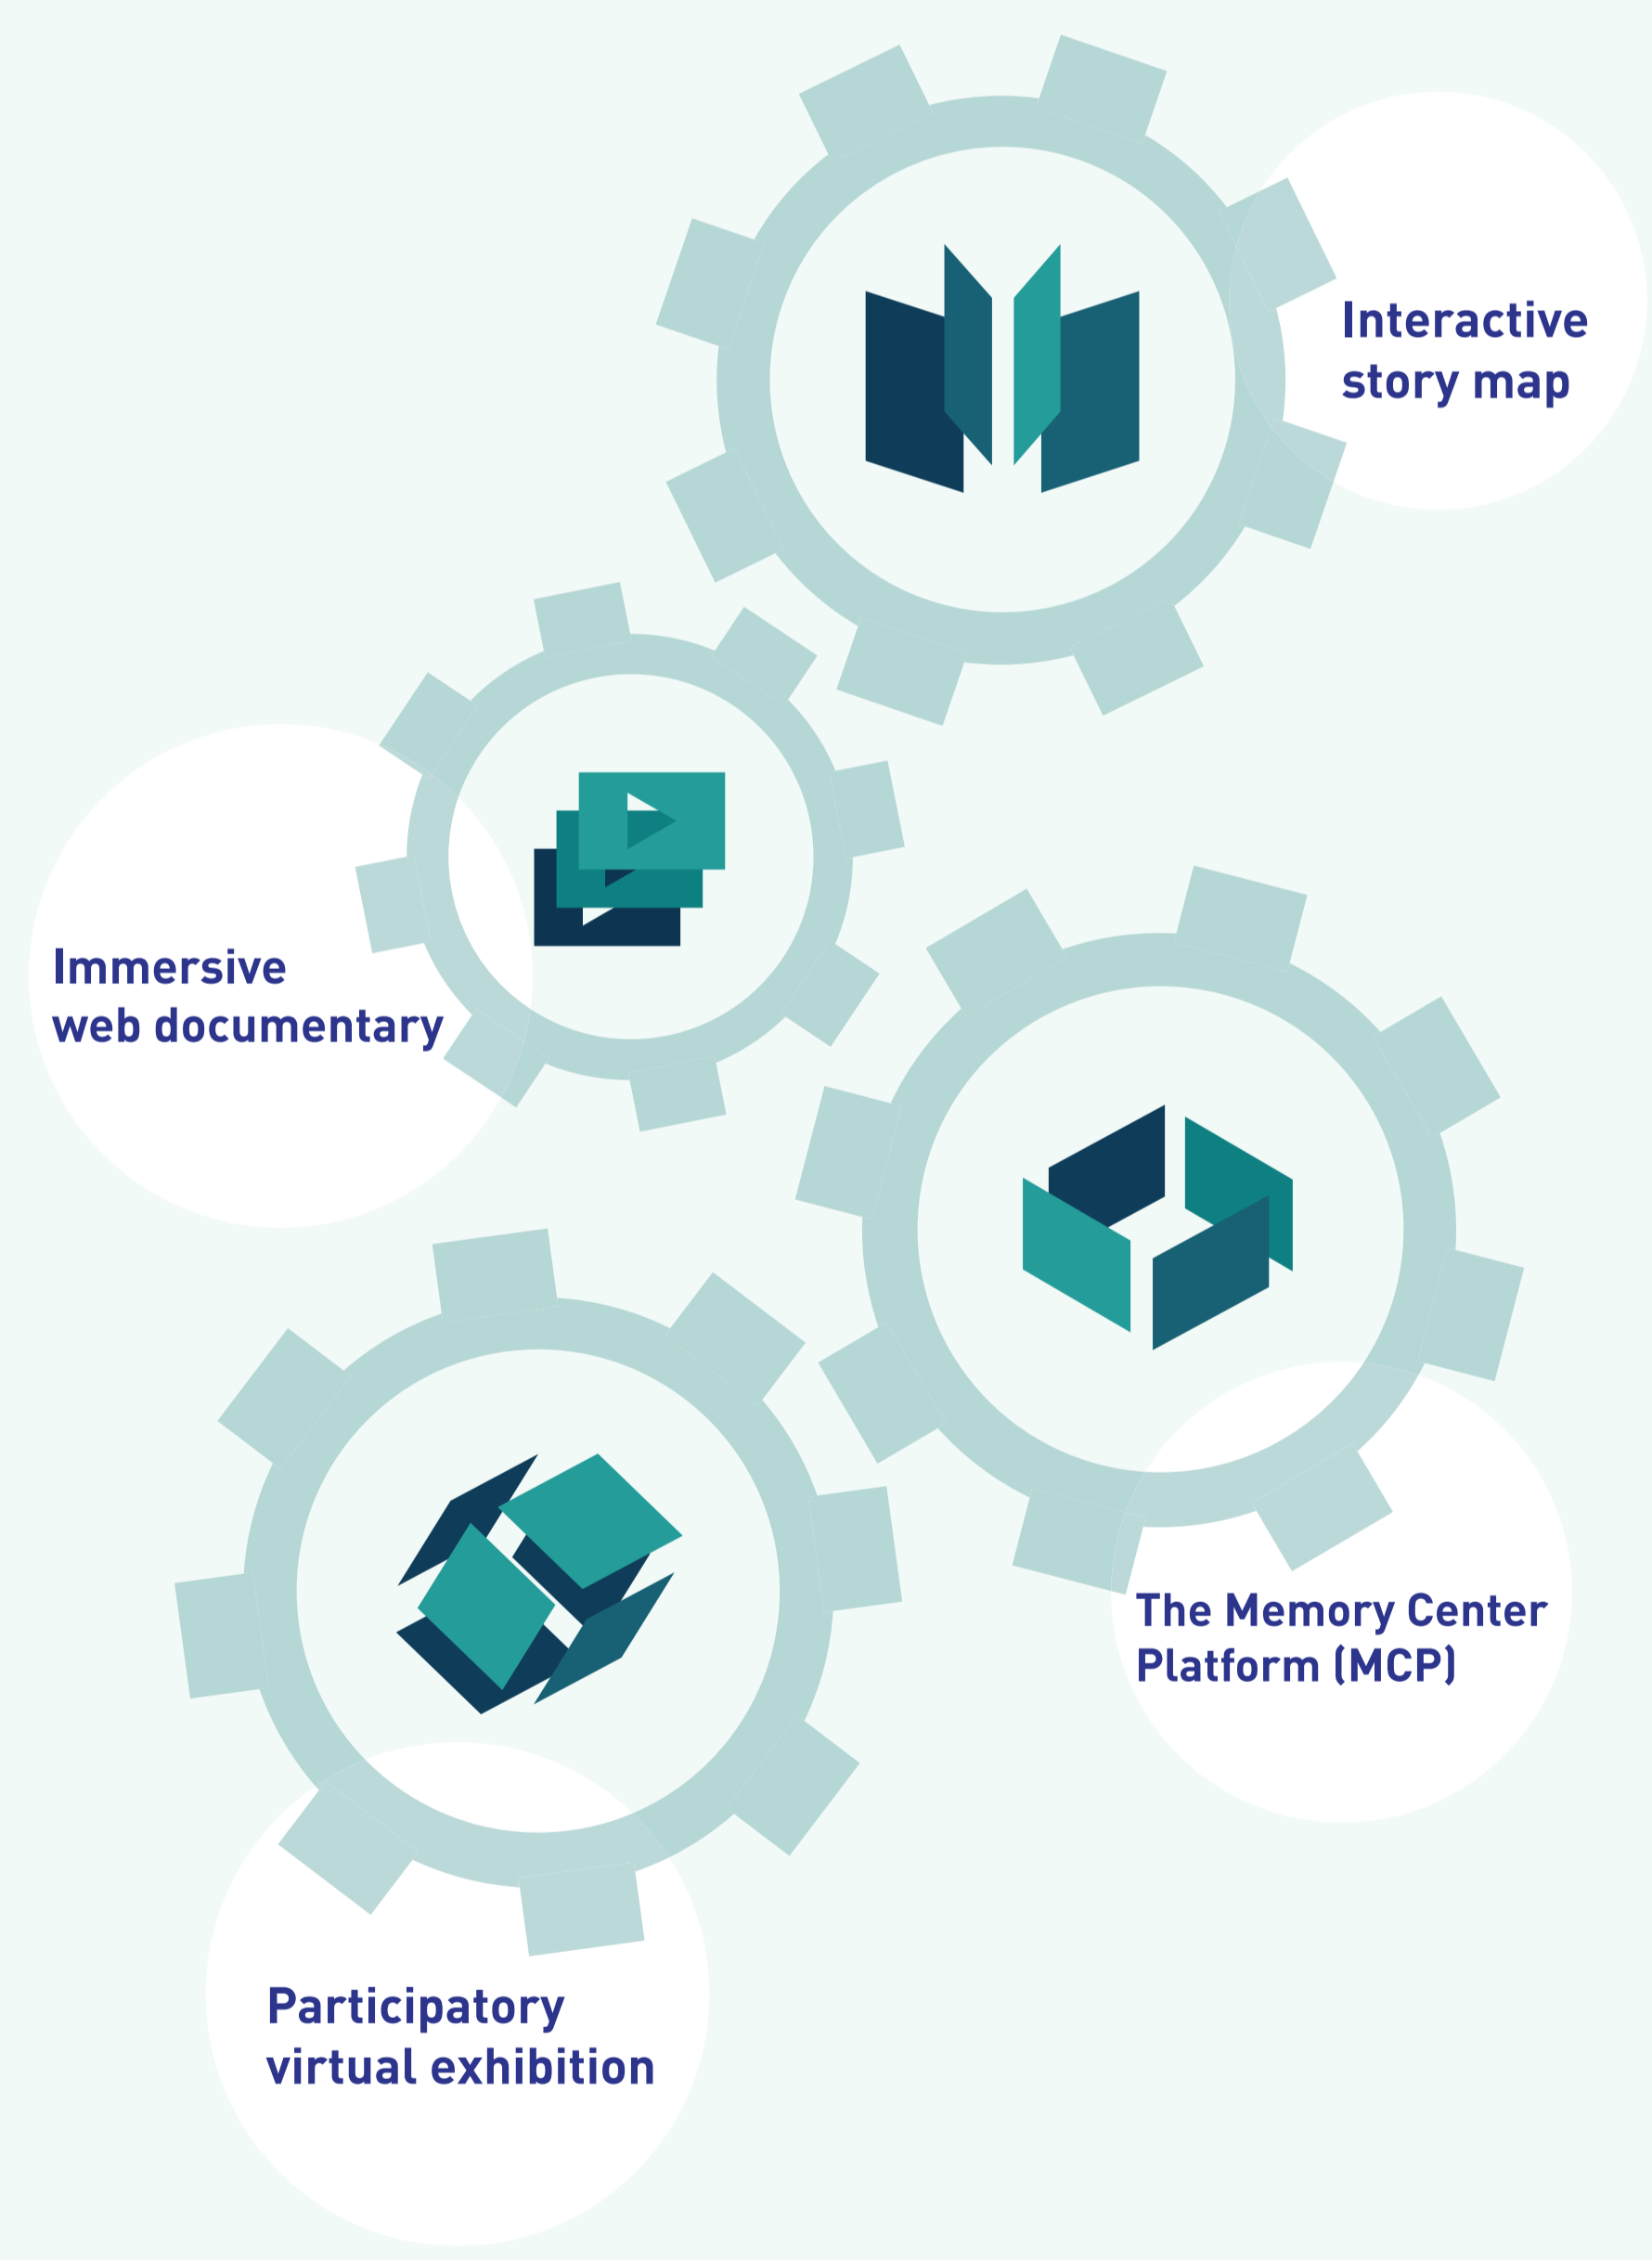 Interactive
story map
Immersive
web documentary
The Memory Center
Platform (MCP)
Participatory
virtual exhibition